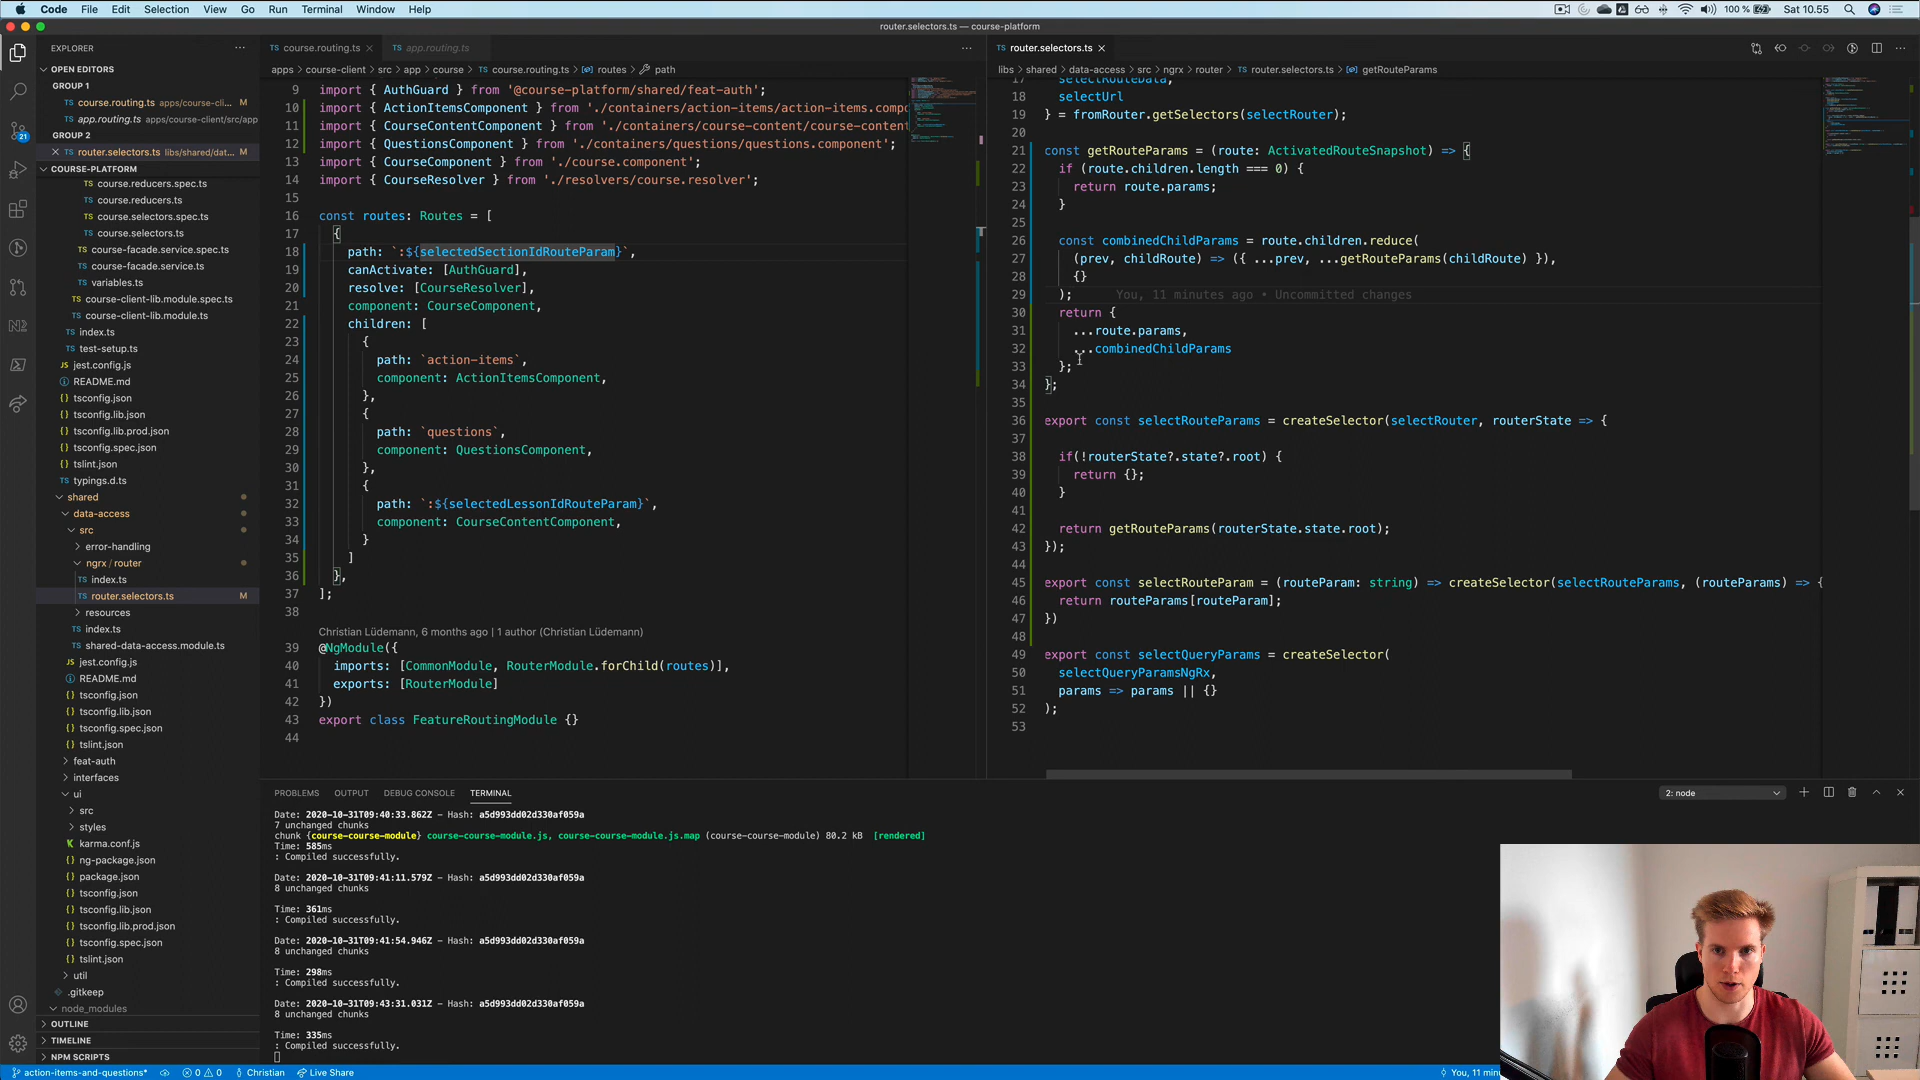 Code File Edit Selection View Go Run Terminal Window Help
100 % Sat 10.55
router.selectors.ts — course-platform
EXPLORER
OPEN EDITORS
GROUP 1
course.routing.ts apps/course-cli...
app.routing.ts apps/course-client/src/app
GROUP 2
router.selectors.ts libs/shared/dat... M
COURSE-PLATFORM
course.reducers.spec.ts
course.reducers.ts
course.selectors.spec.ts
course.selectors.ts
course-facade.service.spec.ts
course-facade.service.ts
variables.ts
course-client-lib.module.spec.ts
course-client-lib.module.ts
index.ts
test-setup.ts
jest.config.js
README.md
tsconfig.json
tsconfig.lib.json
tsconfig.lib.prod.json
tsconfig.spec.json
tslint.json
typings.d.ts
shared
data-access
src
error-handling
ngrx / router
index.ts
router.selectors.ts M
resources
index.ts
shared-data-access.module.ts
jest.config.js
README.md
tsconfig.json
tsconfig.lib.json
tsconfig.spec.json
tslint.json
feat-auth
interfaces
ui
src
styles
karma.conf.js
ng-package.json
package.json
tsconfig.json
tsconfig.lib.json
tsconfig.lib.prod.json
tsconfig.spec.json
tslint.json
util
.gitkeep
node_modules
OUTLINE
TIMELINE
NPM SCRIPTS
21
course.routing.ts app.routing.ts
apps > course-client > src > app > course > course.routing.ts > routes > path
9 import { AuthGuard } from '@course-platform/shared/feat-auth';
10 import { ActionItemsComponent } from './containers/action-items/action-items.compo
11 import { CourseContentComponent } from './containers/course-content/course-content
12 import { QuestionsComponent } from './containers/questions/questions.component';
13 import { CourseComponent } from './course.component';
14 import { CourseResolver } from './resolvers/course.resolver';
15
16 const routes: Routes = [
17 {
18 path: `:${selectedSectionIdRouteParam}`,
19 canActivate: [AuthGuard],
20 resolve: [CourseResolver],
21 component: CourseComponent,
22 children: [
23 {
24 path: `action-items`,
25 component: ActionItemsComponent,
26 },
27 {
28 path: `questions`,
29 component: QuestionsComponent,
30 },
31 {
32 path: `:${selectedLessonIdRouteParam}`,
33 component: CourseContentComponent,
34 }
35 ]
36 },
37 ];
38
Christian Lüdemann, 6 months ago | 1 author (Christian Lüdemann)
39 @NgModule({
40 imports: [CommonModule, RouterModule.forChild(routes)],
41 exports: [RouterModule]
42 })
43 export class FeatureRoutingModule {}
44
router.selectors.ts
libs > shared > data-access > src > ngrx > router > router.selectors.ts > getRouteParams
17 selectRouteData,
18 selectUrl
19 } = fromRouter.getSelectors(selectRouter);
20
21 const getRouteParams = (route: ActivatedRouteSnapshot) => {
22 if (route.children.length === 0) {
23 return route.params;
24 }
25
26 const combinedChildParams = route.children.reduce(
27 (prev, childRoute) => ({ ...prev, ...getRouteParams(childRoute) }),
28 {}
29 ); You, 11 minutes ago • Uncommitted changes
30 return {
31 ...route.params,
32 ...combinedChildParams
33 };
34 };
35
36 export const selectRouteParams = createSelector(selectRouter, routerState => {
37
38 if(!routerState?.state?.root) {
39 return {};
40 }
41
42 return getRouteParams(routerState.state.root);
43 });
44
45 export const selectRouteParam = (routeParam: string) => createSelector(selectRouteParams, (routeParams) => {
46 return routeParams[routeParam];
47 })
48
49 export const selectQueryParams = createSelector(
50 selectQueryParamsNgRx,
51 params => params || {}
52 );
53
PROBLEMS OUTPUT DEBUG CONSOLE TERMINAL 2: node
Date: 2020-10-31T09:40:33.862Z – Hash: a5d993dd02d330af059a
7 unchanged chunks
chunk {course-course-module} course-course-module.js, course-course-module.js.map (course-course-module) 80.2 kB [rendered]
Time: 585ms
: Compiled successfully.
Date: 2020-10-31T09:41:11.579Z – Hash: a5d993dd02d330af059a
8 unchanged chunks
Time: 361ms
: Compiled successfully.
Date: 2020-10-31T09:41:54.946Z – Hash: a5d993dd02d330af059a
8 unchanged chunks
Time: 298ms
: Compiled successfully.
Date: 2020-10-31T09:43:31.031Z – Hash: a5d993dd02d330af059a
8 unchanged chunks
Time: 335ms
: Compiled successfully.
action-items-and-questions* 0 0 Christian Live Share You, 11 minu